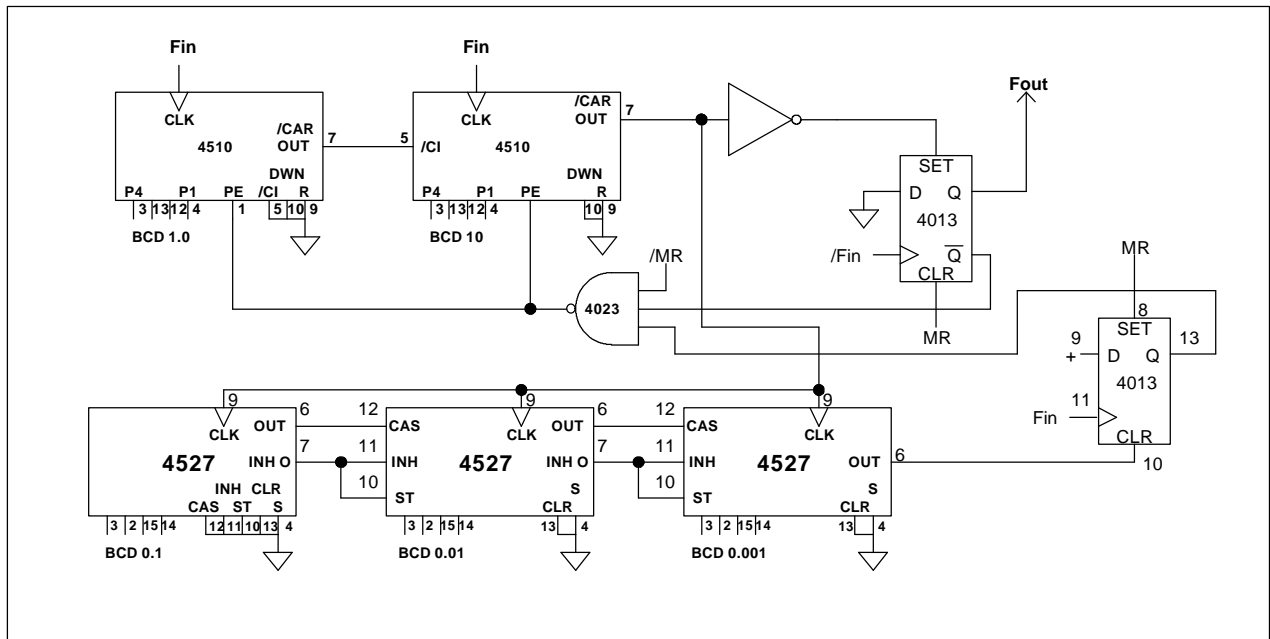 Fin
Fin
Fout
CLK
4510
/CAR
OUT
7
DWN
P4
P1
PE
/CI
R
3
13
12
4
1
5
10
9
BCD 1.0
5
/CI
CLK
4510
/CAR
OUT
7
DWN
P4
P1
PE
R
3
13
12
4
10
9
BCD 10
SET
D
Q
4013
/Fin
Q
CLR
MR
/MR
4023
MR
8
SET
9
+
D
Q
13
4013
11
Fin
CLR
10
9
CLK
OUT
6
4527
INH O
7
INH
CLR
CAS
ST
S
3
2
15
14
12
11
10
13
4
BCD 0.1
12
CAS
9
CLK
OUT
6
11
INH
4527
INH O
7
10
ST
S
CLR
3
2
15
14
13
4
BCD 0.01
12
CAS
9
CLK
11
INH
4527
OUT
6
10
ST
S
CLR
3
2
15
14
13
4
BCD 0.001